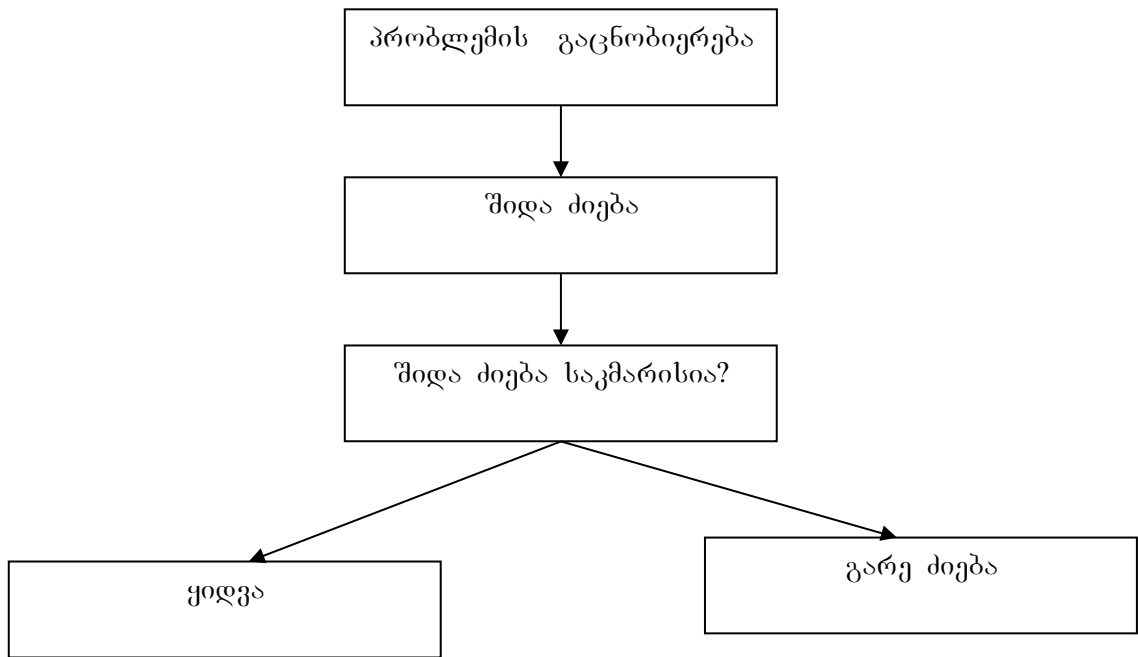 პრობლემის გაცნობიერება
შიდა ძიება
შიდა ძიება საკმარისია?
ყიდვა
გარე ძიება